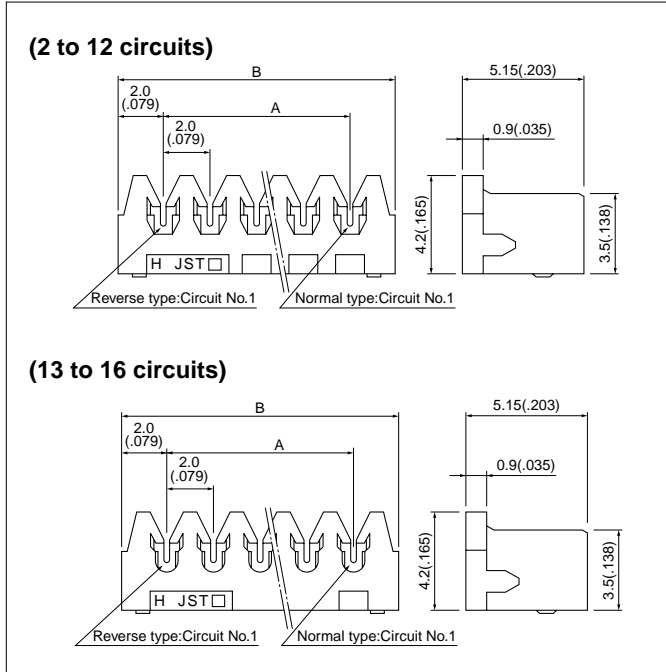 (2 to 12 circuits)
B
5.15(.203)
2.0
(.079)
A
0.9(.035)
2.0
(.079)
4.2(.165)
3.5(.138)
H JST
Reverse type:Circuit No.1
Normal type:Circuit No.1
(13 to 16 circuits)
B
5.15(.203)
2.0
(.079)
A
0.9(.035)
2.0
(.079)
4.2(.165)
3.5(.138)
H JST
Reverse type:Circuit No.1
Normal type:Circuit No.1